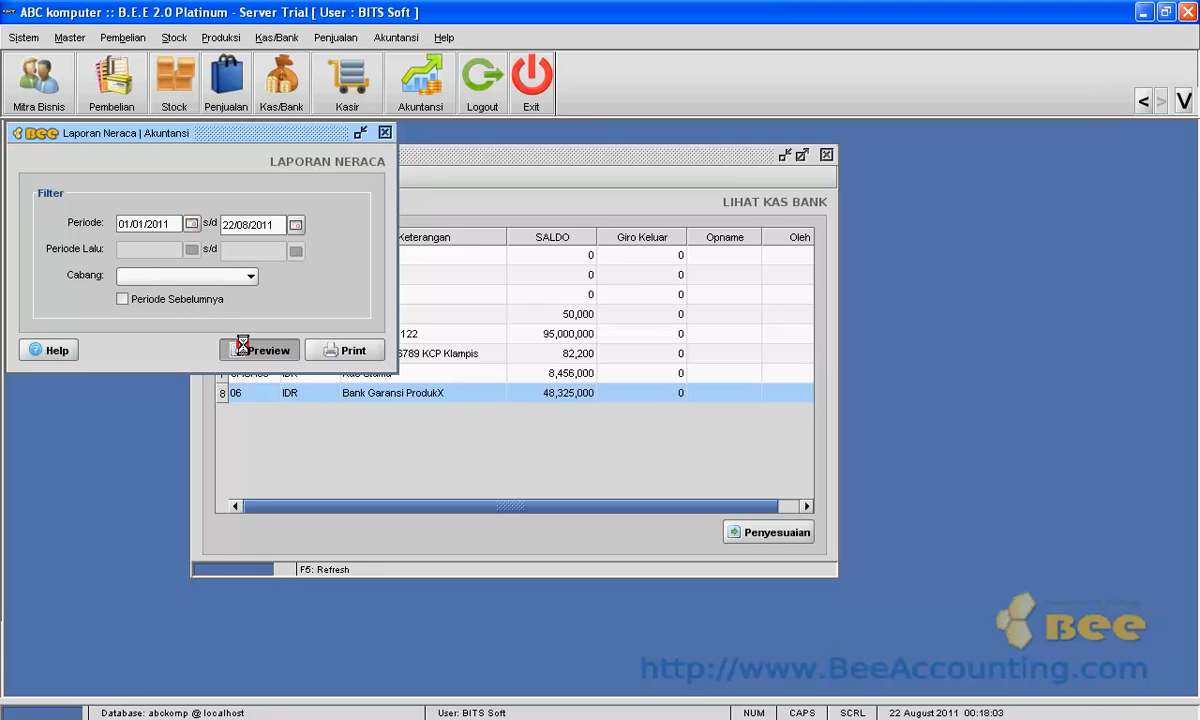 ABC komputer :: B.E.E 2.0 Platinum - Server Trial [ User : BITS Soft ]
Sistem Master Pembelian Stock Produksi Kas/Bank Penjualan Akuntansi Help
Mitra Bisnis Pembelian Stock Penjualan Kas/Bank Kasir Akuntansi Logout Exit
< > V
BEE Laporan Neraca | Akuntansi
LAPORAN NERACA
Filter
Periode: 01/01/2011 s/d 22/08/2011
Periode Lalu: s/d
Cabang:
Periode Sebelumnya
Help Preview Print
LIHAT KAS BANK
Keterangan SALDO Giro Keluar Opname Oleh
0 0
0 0
0 0
50,000 0
122 95,000,000 0
6789 KCP Klampis 82,200 0
8,456,000 0
8 06 IDR Bank Garansi ProdukX 48,325,000 0
Penyesuaian
F5: Refresh
BEE
http://www.BeeAccounting.com
Database: abckomp @ localhost User: BITS Soft NUM CAPS SCRL 22 August 2011 00:18:03